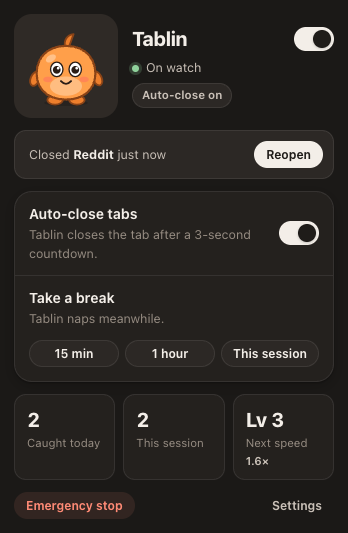 Tablin
On watch
Auto-close on
Closed Reddit just now
Reopen
Auto-close tabs
Tablin closes the tab after a 3-second
countdown.
Take a break
Tablin naps meanwhile.
15 min
1 hour
This session
2
Caught today
2
This session
Lv 3
Next speed
1.6×
Emergency stop
Settings